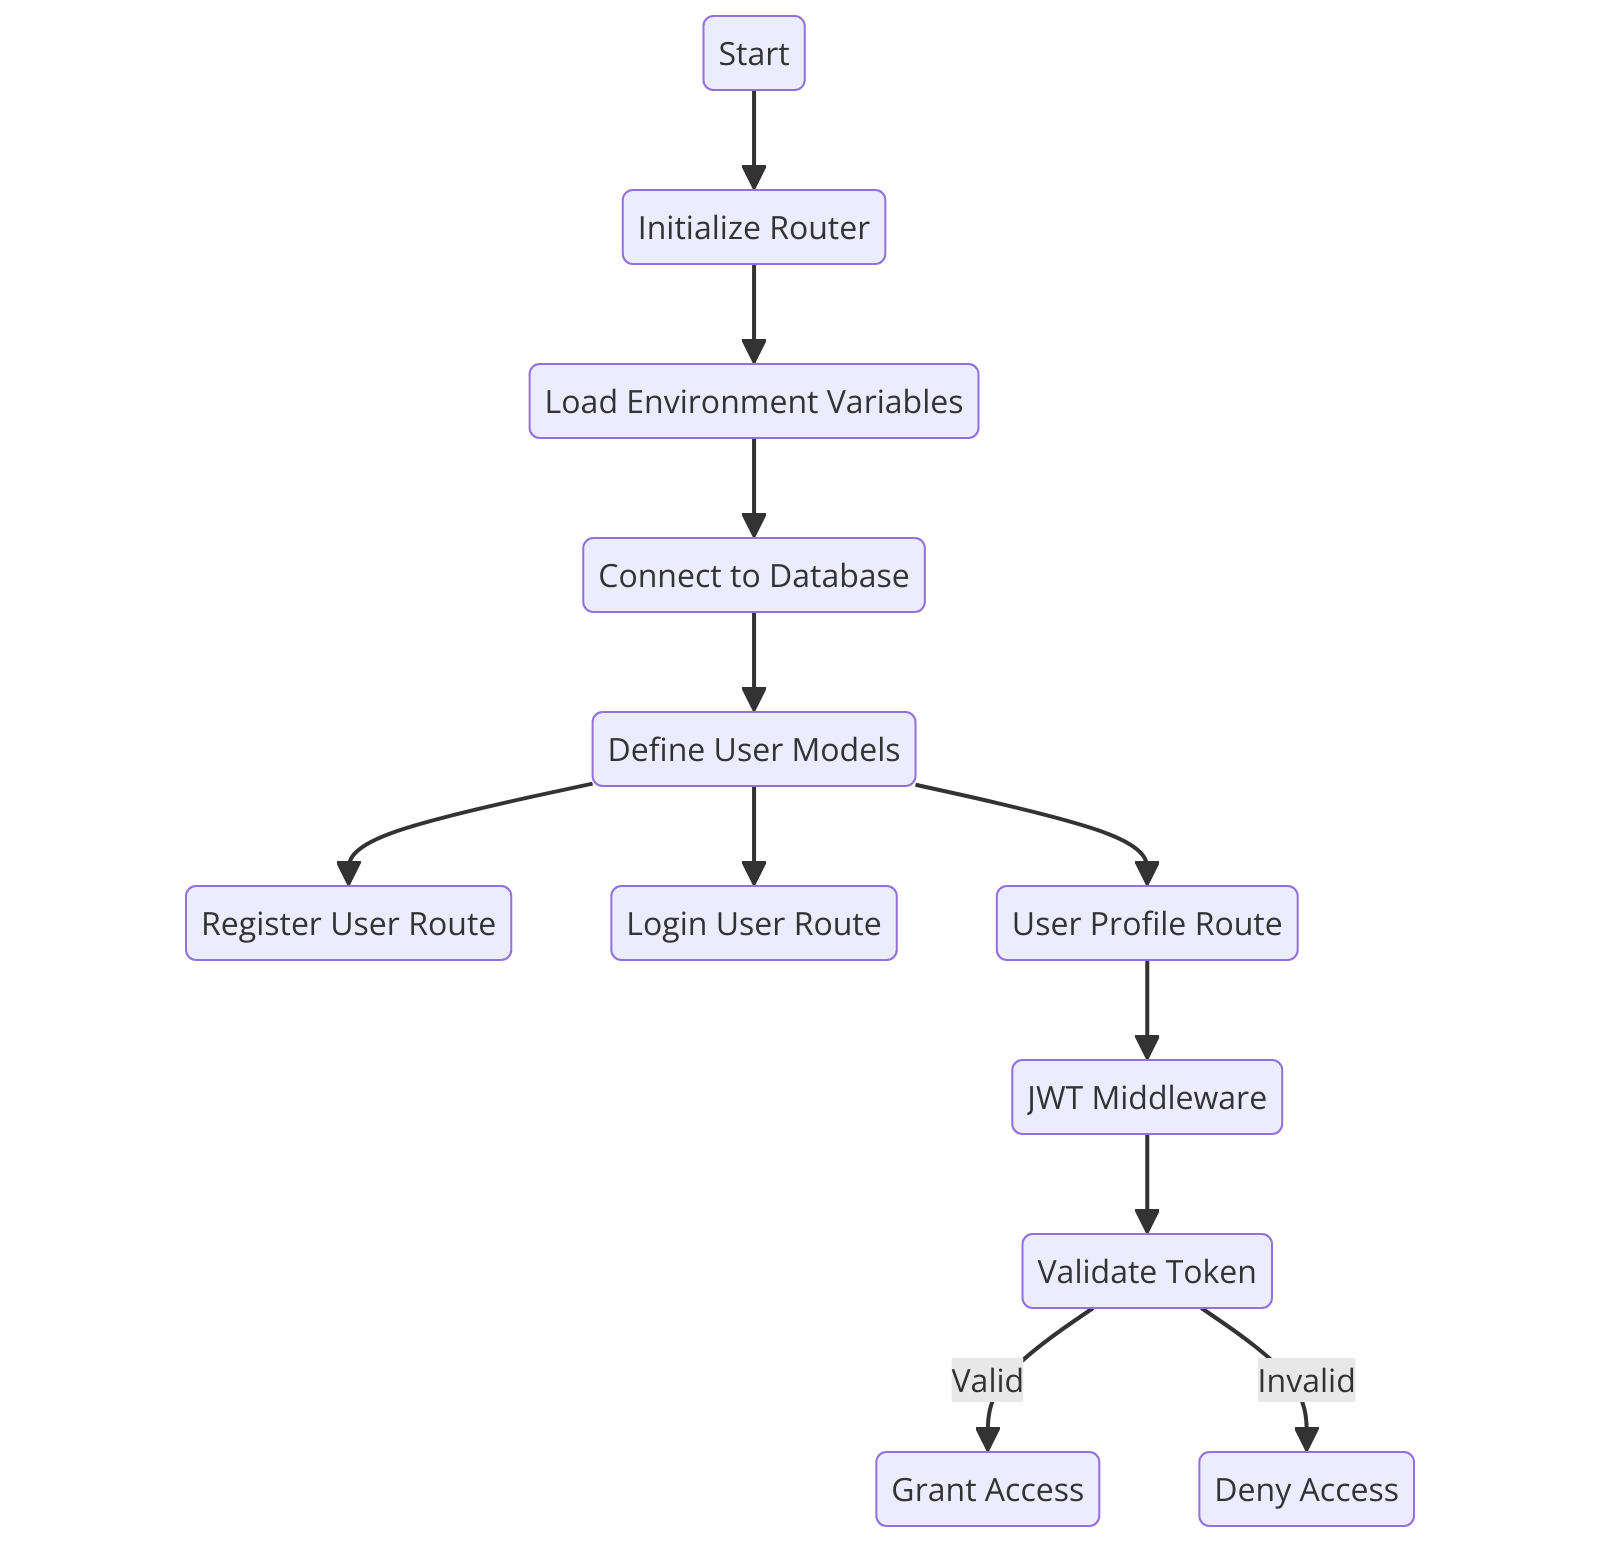 Start
Initialize Router
Load Environment Variables
Connect to Database
Define User Models
Register User Route
Login User Route
User Profile Route
JWT Middleware
Validate Token
Valid
Invalid
Grant Access
Deny Access